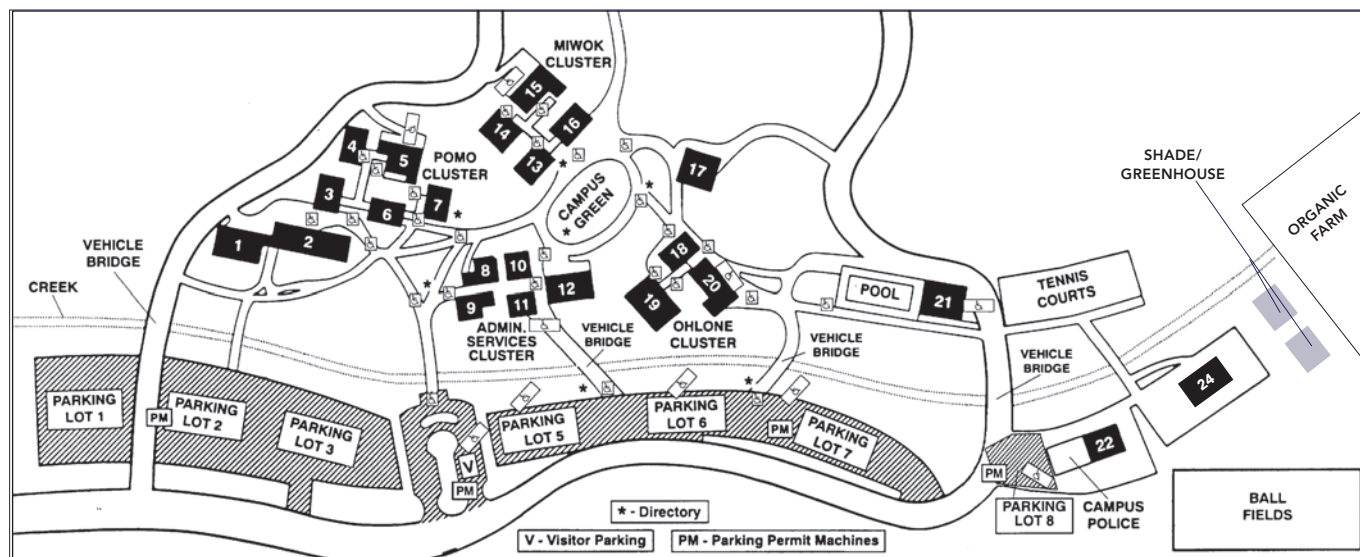 MIWOK
CLUSTER
15
14
16
13
4
5
POMO
CLUSTER
3
6
7
*
*
CAMPUS
GREEN
*
*
17
SHADE/
GREENHOUSE
ORGANIC
FARM
1
2
VEHICLE
BRIDGE
CREEK
8
10
9
11
12
*
ADMIN.
SERVICES
CLUSTER
VEHICLE
BRIDGE
18
20
19
OHLONE
CLUSTER
POOL
21
TENNIS
COURTS
VEHICLE
BRIDGE
VEHICLE
BRIDGE
24
PARKING
LOT 1
PM
PARKING
LOT 2
PARKING
LOT 3
V
PM
PARKING
LOT 5
*
PARKING
LOT 6
*
PM
PARKING
LOT 7
PM
22
PARKING
LOT 8
CAMPUS
POLICE
BALL
FIELDS
* - Directory
V - Visitor Parking
PM - Parking Permit Machines